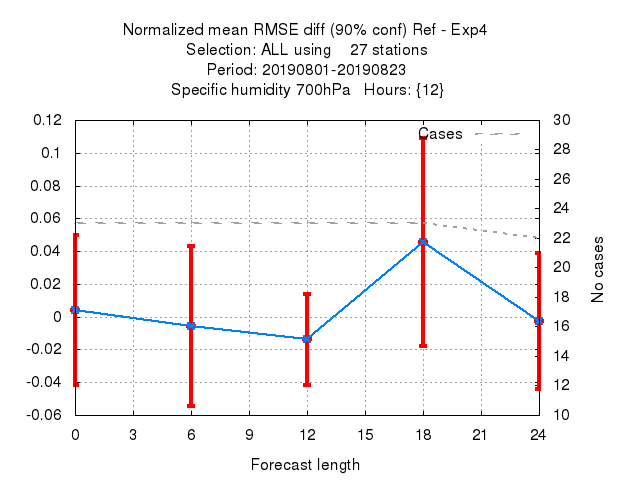 Normalized mean RMSE diff (90% conf) Ref - Exp4
Selection: ALL using 27 stations
Period: 20190801-20190823
Specific humidity 700hPa Hours: {12}
Cases
0.12
0.1
0.08
0.06
0.04
0.02
0
-0.02
-0.04
-0.06
30
28
26
24
22
20
18
16
14
12
10
No cases
0 3 6 9 12 15 18 21 24
Forecast length